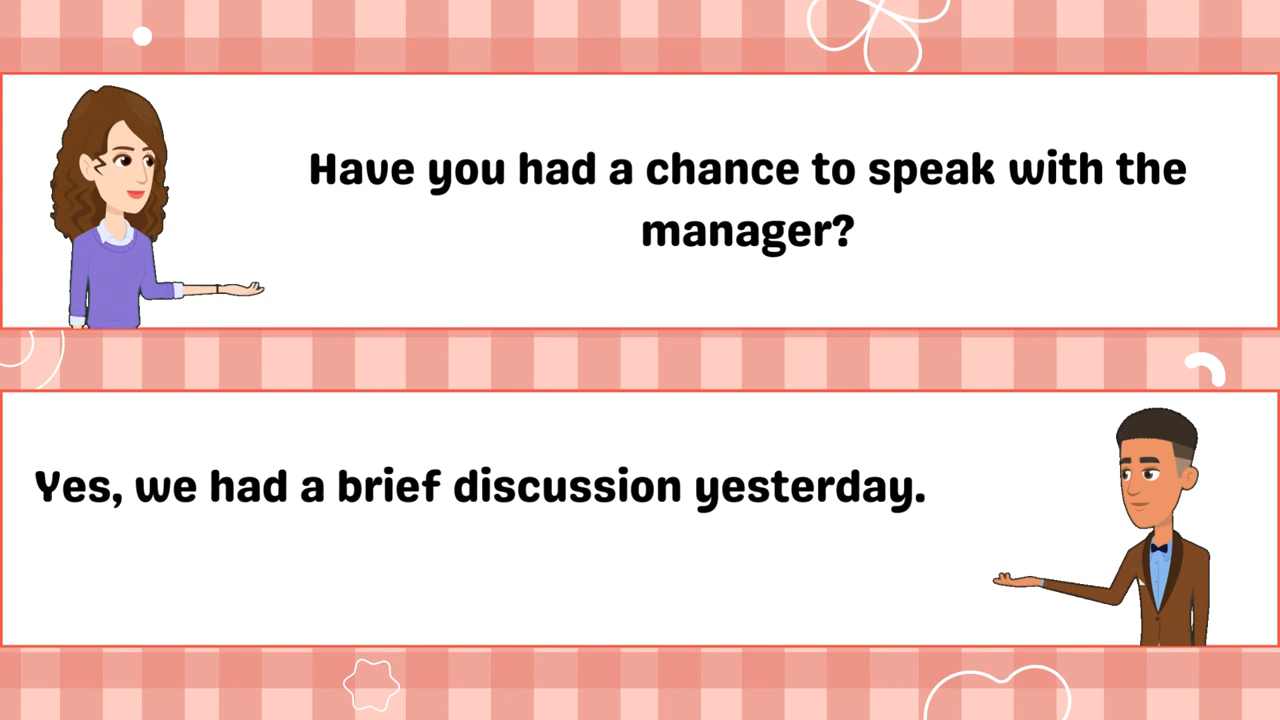 Have you had a chance to speak with the
manager?
Yes, we had a brief discussion yesterday.